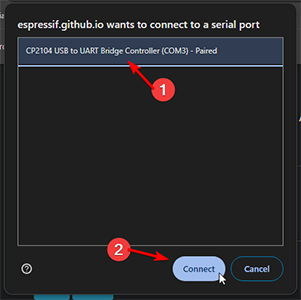 espressif.github.io wants to connect to a serial port
CP2104 USB to UART Bridge Controller (COM3) - Paired
1
2
Connect
Cancel